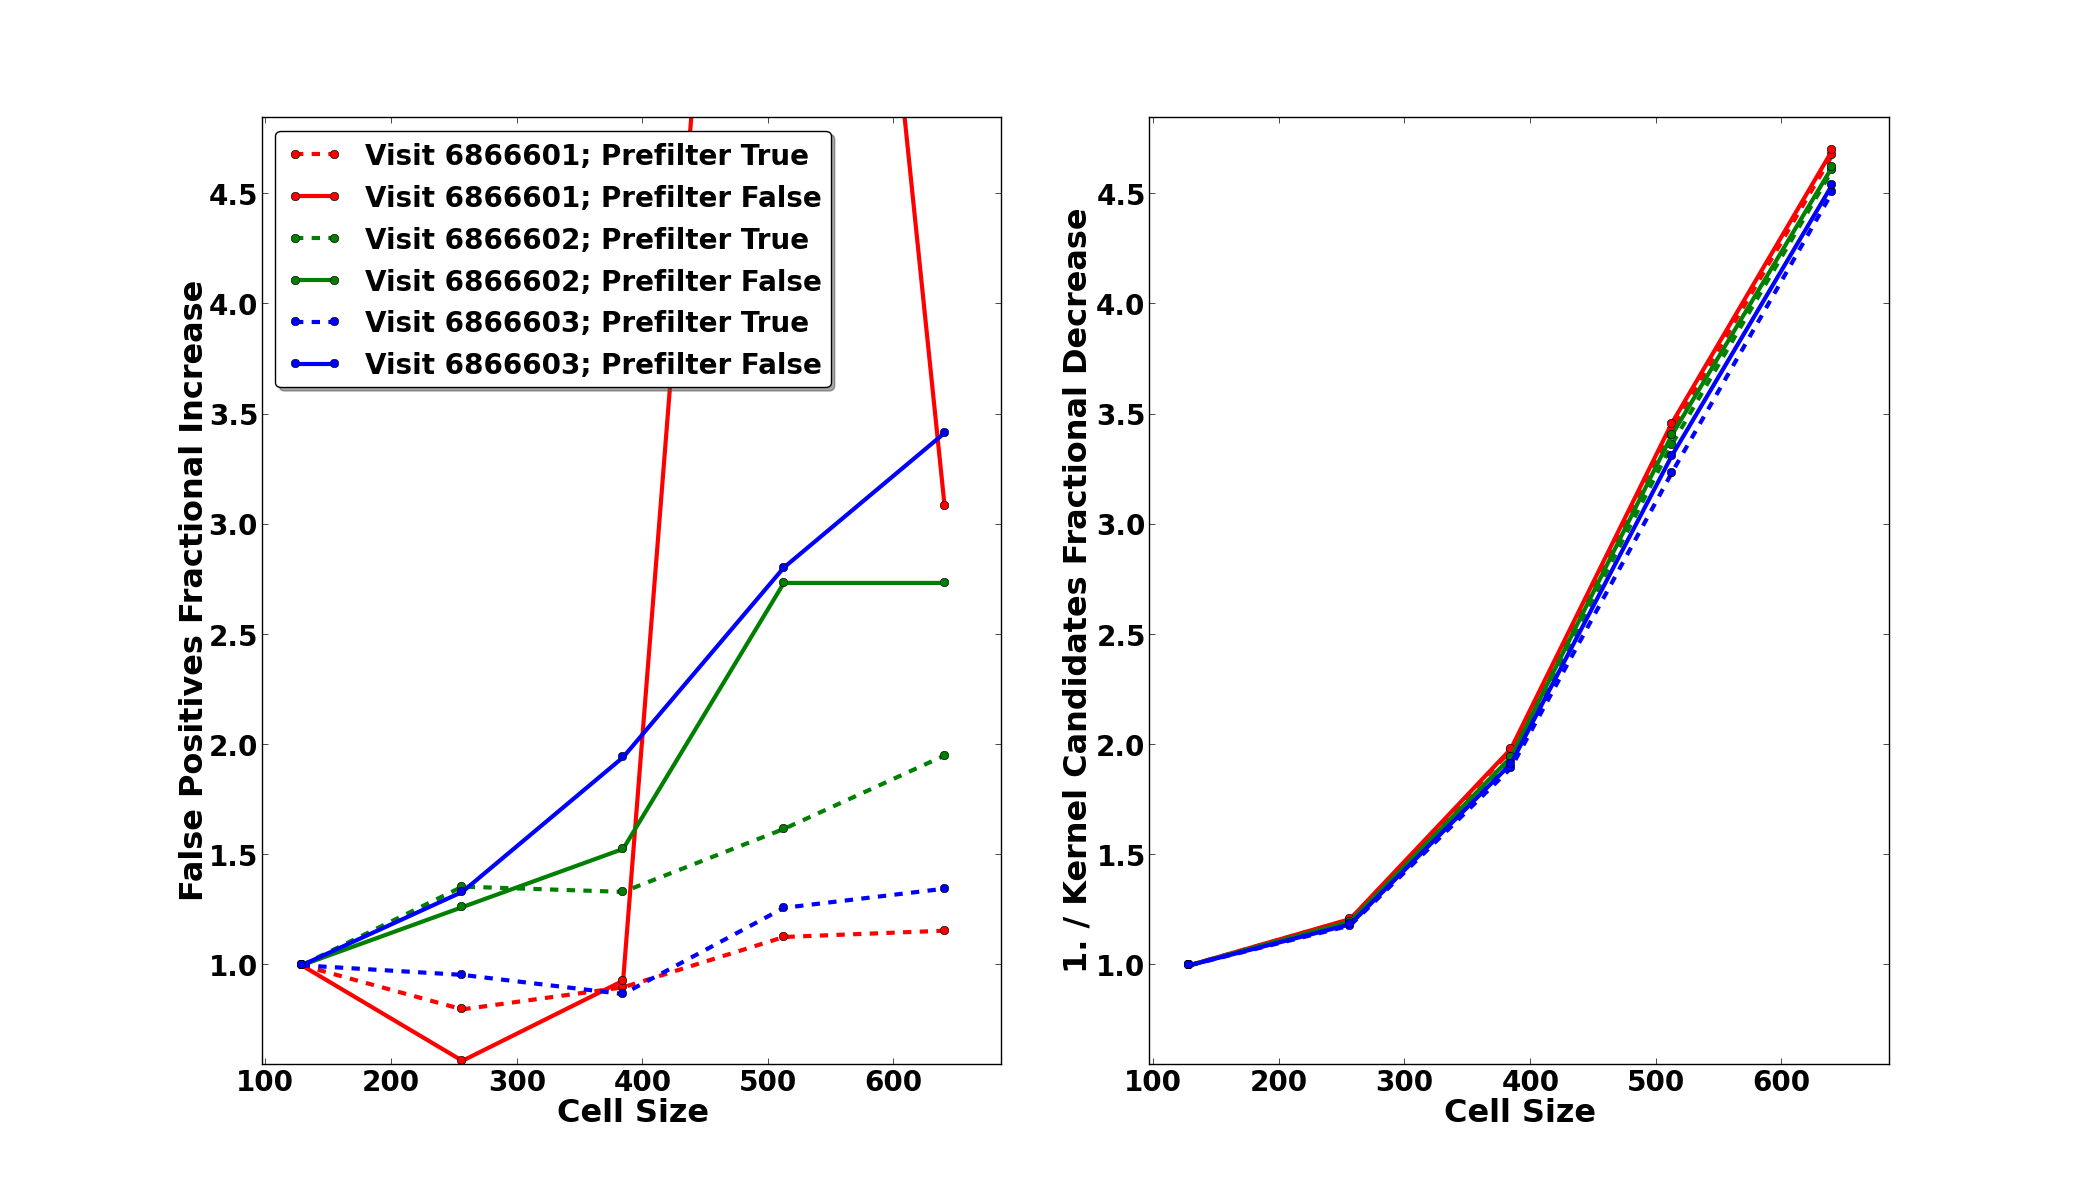 Visit 6866601; Prefilter True
Visit 6866601; Prefilter False
Visit 6866602; Prefilter True
Visit 6866602; Prefilter False
Visit 6866603; Prefilter True
Visit 6866603; Prefilter False
False Positives Fractional Increase
4.5
4.0
3.5
3.0
2.5
2.0
1.5
1.0
100 200 300 400 500 600
Cell Size
1. / Kernel Candidates Fractional Decrease
4.5
4.0
3.5
3.0
2.5
2.0
1.5
1.0
100 200 300 400 500 600
Cell Size